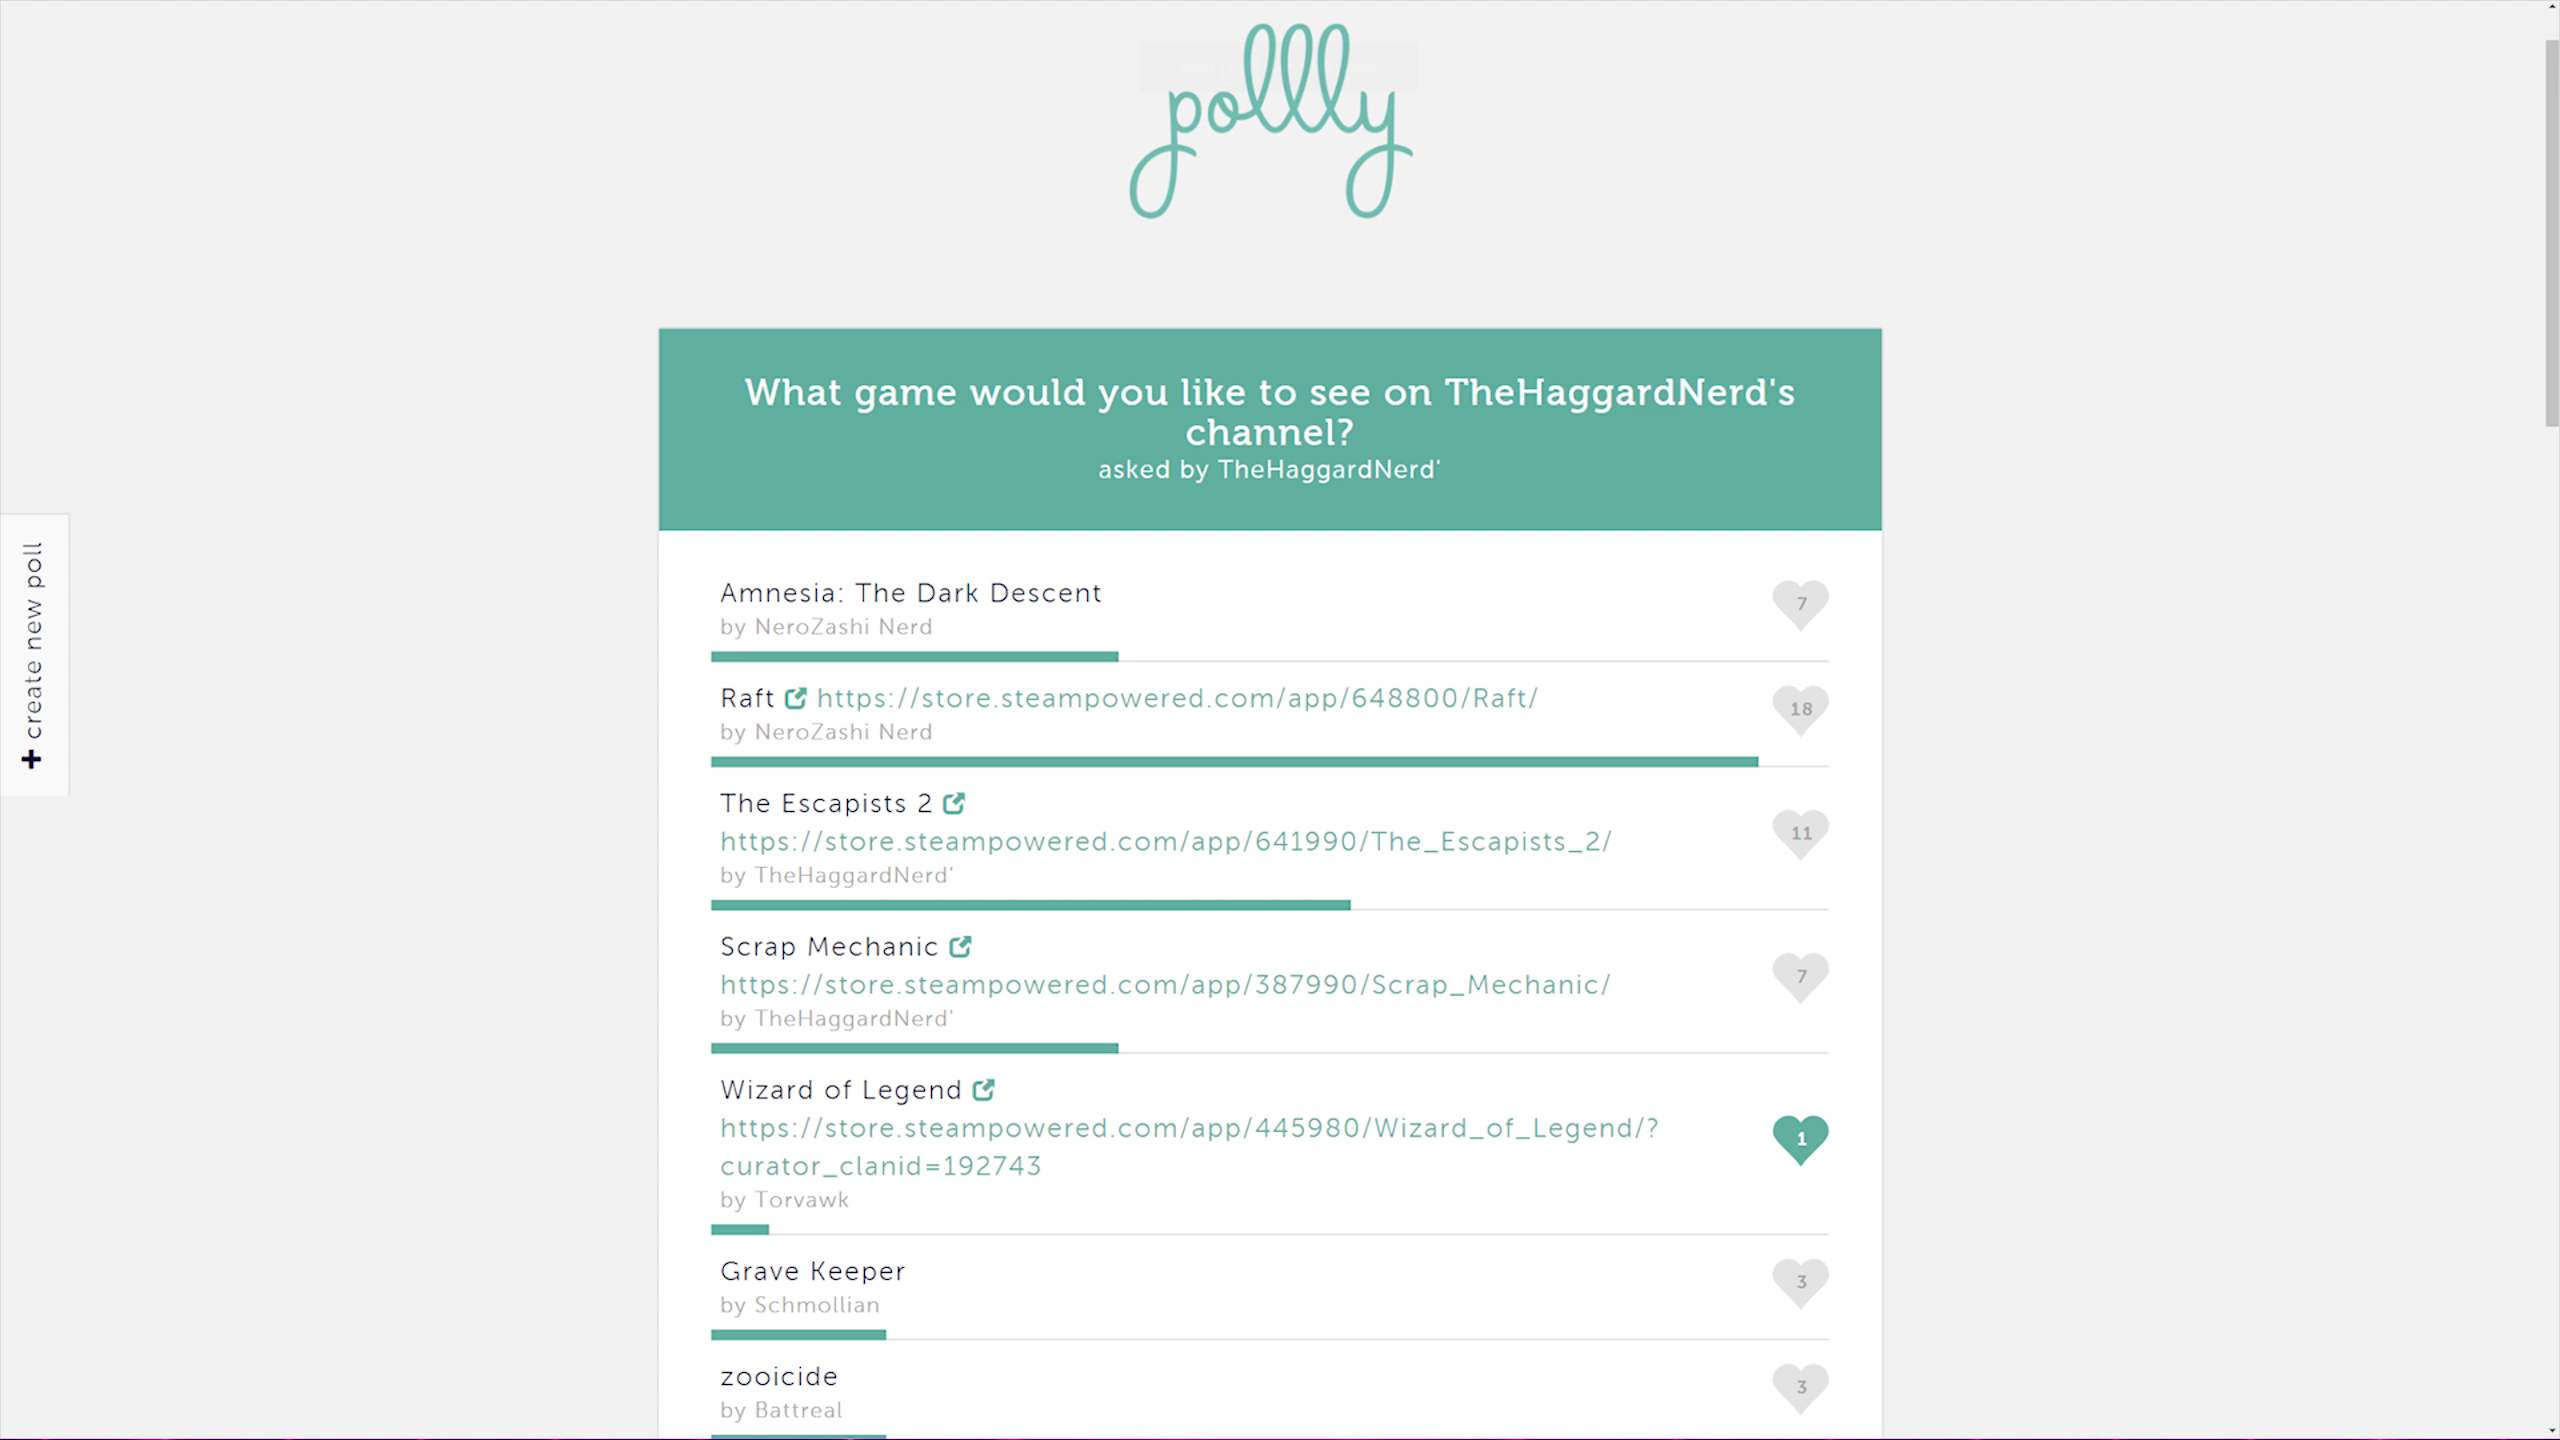 pollly
What game would you like to see on TheHaggardNerd's
channel?
asked by TheHaggardNerd'
+ create new poll
Amnesia: The Dark Descent
by NeroZashi Nerd
7
Raft https://store.steampowered.com/app/648800/Raft/
by NeroZashi Nerd
18
The Escapists 2
https://store.steampowered.com/app/641990/The_Escapists_2/
by TheHaggardNerd'
11
Scrap Mechanic
https://store.steampowered.com/app/387990/Scrap_Mechanic/
by TheHaggardNerd'
7
Wizard of Legend
https://store.steampowered.com/app/445980/Wizard_of_Legend/?
curator_clanid=192743
by Torvawk
1
Grave Keeper
by Schmollian
3
zooicide
by Battreal
3